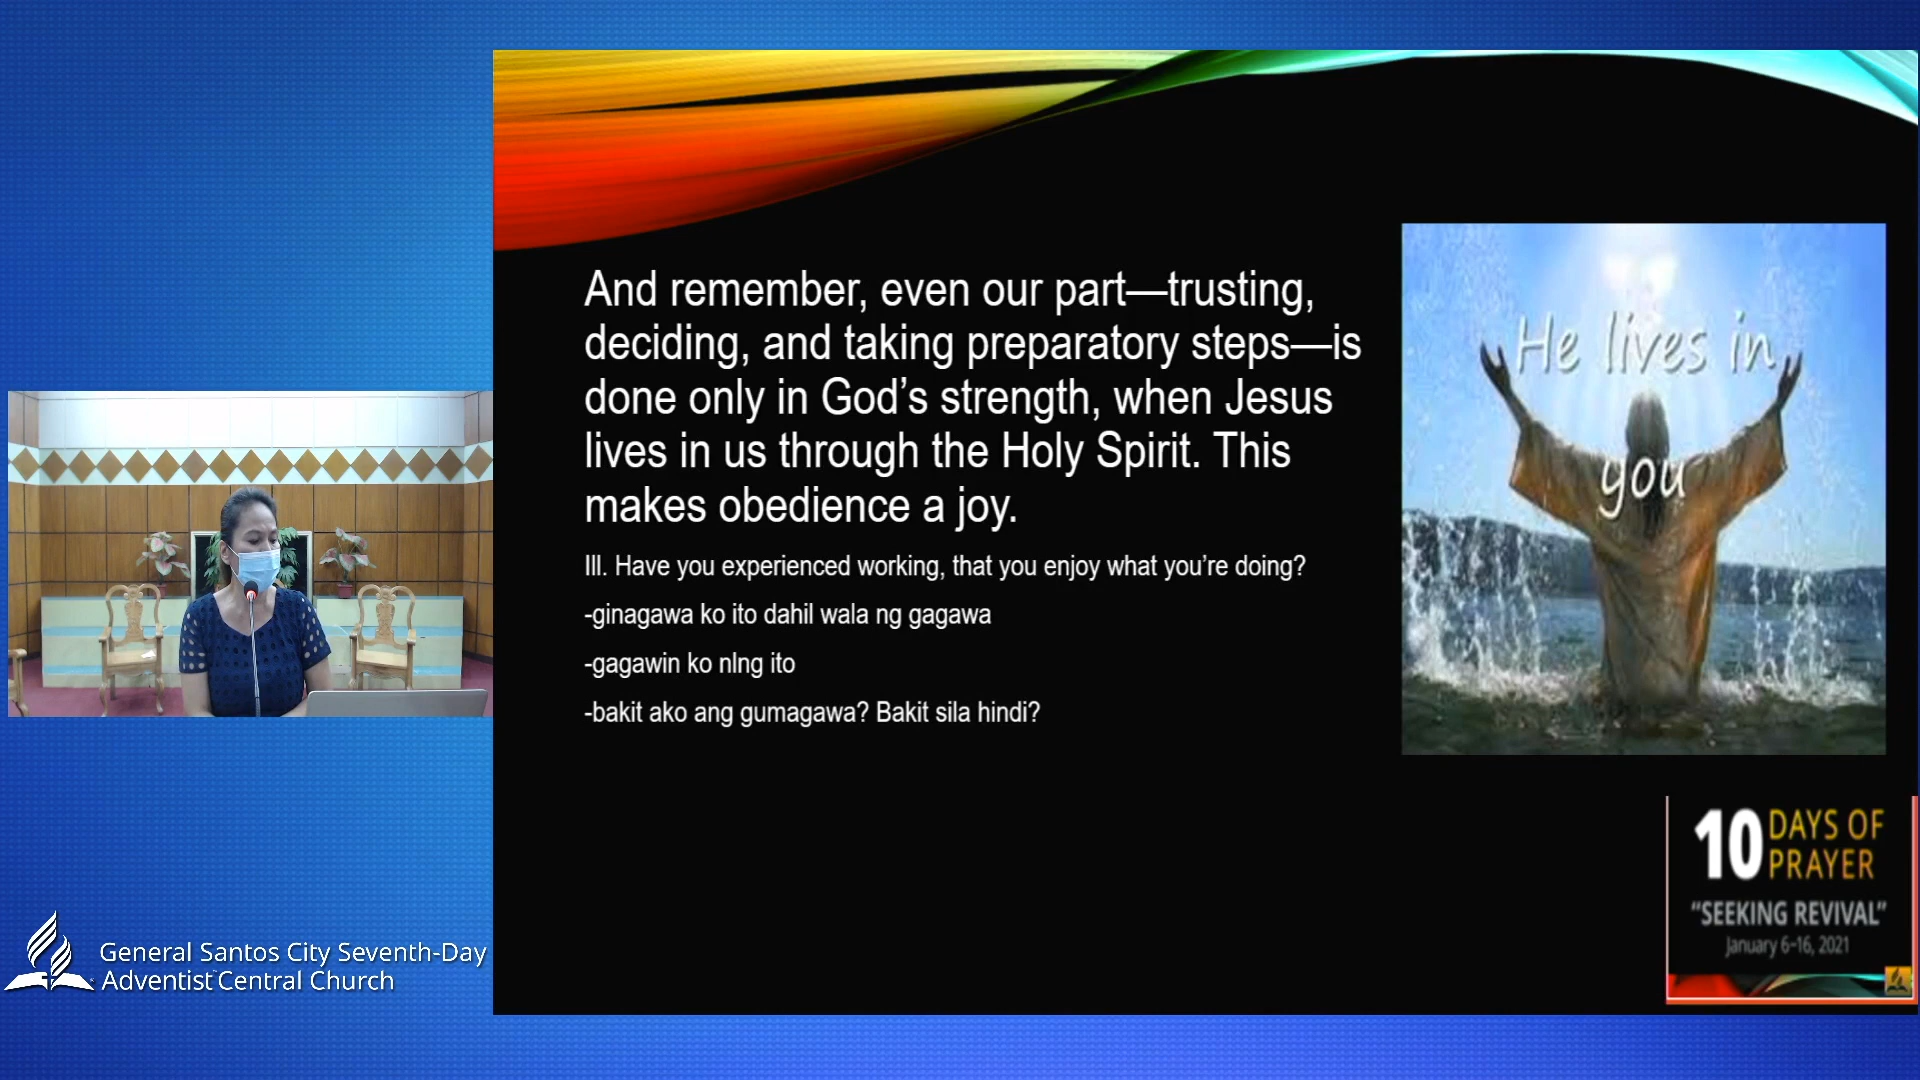 And remember, even our part—trusting,
deciding, and taking preparatory steps—is
done only in God’s strength, when Jesus
lives in us through the Holy Spirit. This
makes obedience a joy.
III. Have you experienced working, that you enjoy what you’re doing?
-ginagawa ko ito dahil wala ng gagawa
-gagawin ko nlng ito
-bakit ako ang gumagawa? Bakit sila hindi?
He lives in
you
10 DAYS OF
PRAYER
“SEEKING REVIVAL”
January 6-16, 2021
General Santos City Seventh-Day
Adventist Central Church